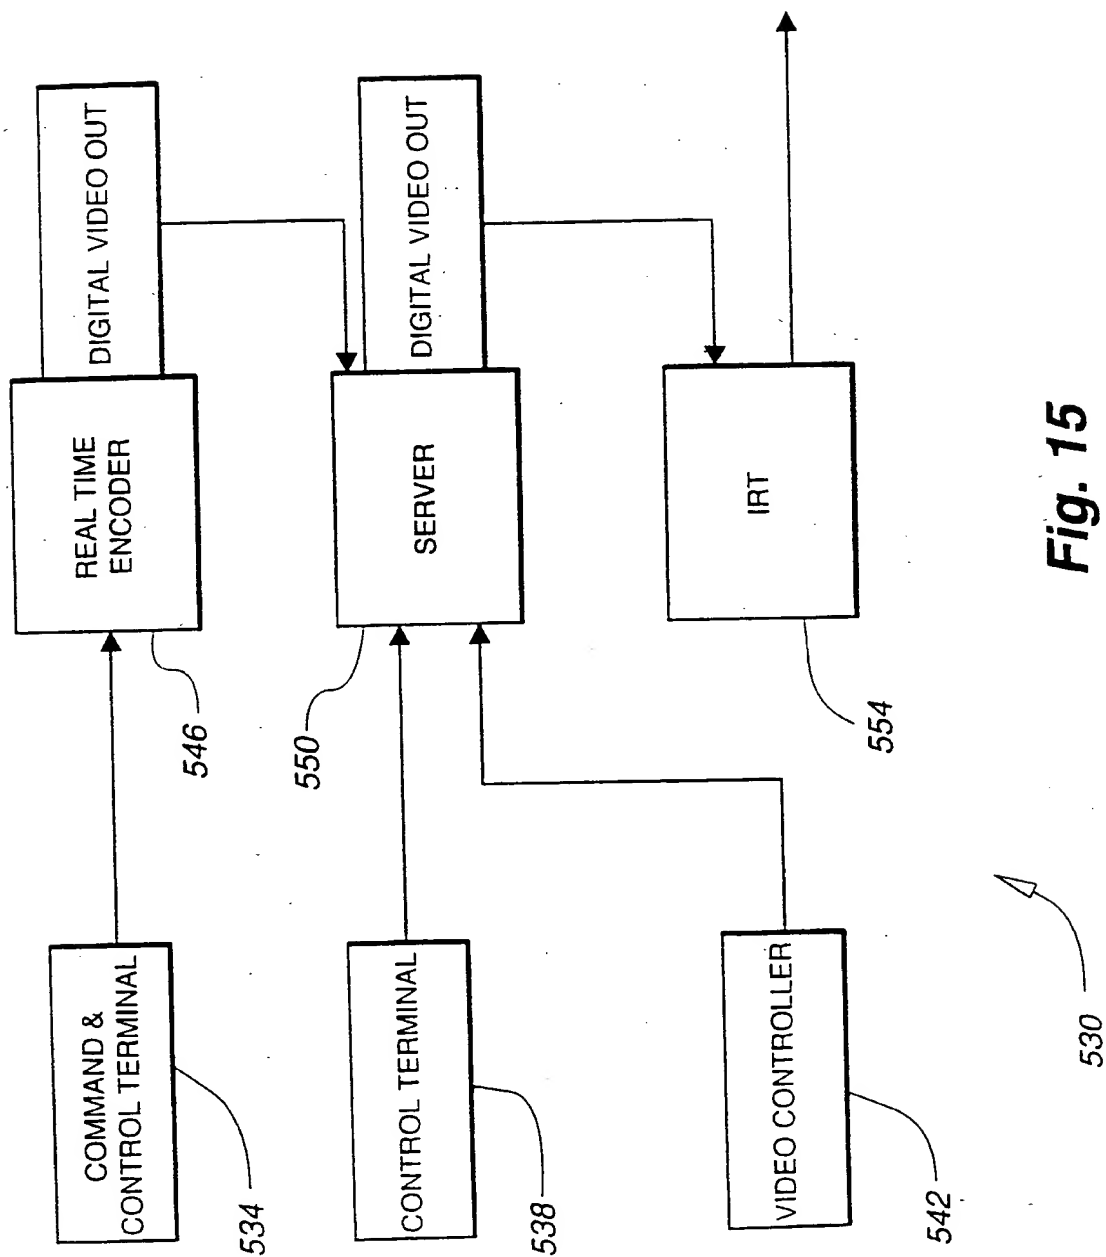 COMMAND &
CONTROL TERMINAL
534
REAL TIME
ENCODER
546
DIGITAL VIDEO OUT
CONTROL TERMINAL
538
SERVER
550
DIGITAL VIDEO OUT
VIDEO CONTROLLER
542
IRT
554
530
Fig. 15